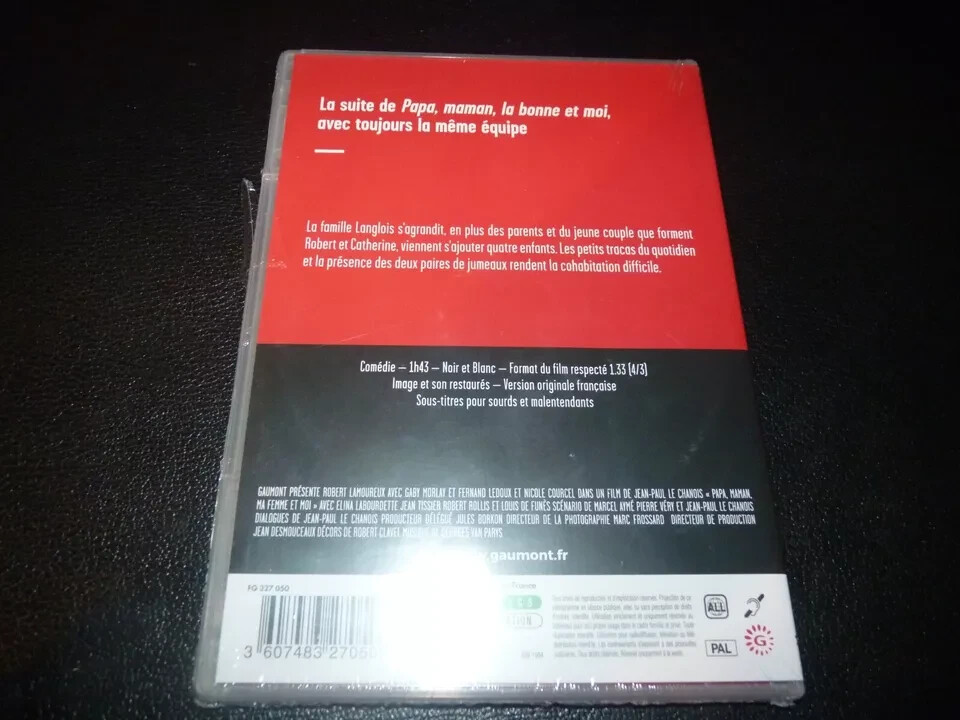 La suite de Papa, maman, la bonne et moi,
avec toujours la même équipe
La famille Langlois s'agrandit, en plus des parents et du jeune couple que forment
Robert et Catherine, viennent s'ajouter quatre enfants. Les petits tracas du quotidien
et la présence des deux paires de jumeaux rendent la cohabitation difficile.
Comédie – 1h43 – Noir et Blanc – Format du film respecté 1.33 (4/3)
Image et son restaurés – Version originale française
Sous-titres pour sourds et malentendants
GAUMONT PRÉSENTE ROBERT LAMOUREUX AVEC GABY MORLAY ET FERNAND LEDOUX ET NICOLE COURCEL DANS UN FILM DE JEAN-PAUL LE CHANOIS « PAPA, MAMAN,
MA FEMME ET MOI » AVEC ELINA LABOURDETTE JEAN TISSIER ROBERT ROLLIS ET LOUIS DE FUNÈS SCÉNARIO DE MARCEL AYMÉ PIERRE VÉRY ET JEAN-PAUL LE CHANOIS
DIALOGUES DE JEAN-PAUL LE CHANOIS PRODUCTEUR DÉLÉGUÉ JULES BORKON DIRECTEUR DE LA PHOTOGRAPHIE MARC FROSSARD DIRECTEUR DE PRODUCTION
JEAN DESMOUCEAUX DÉCORS DE ROBERT CLAVEL GEORGES VAN PARYS
gaumont.fr
FG 227 050
ALL
PAL
G
3 607483 27050